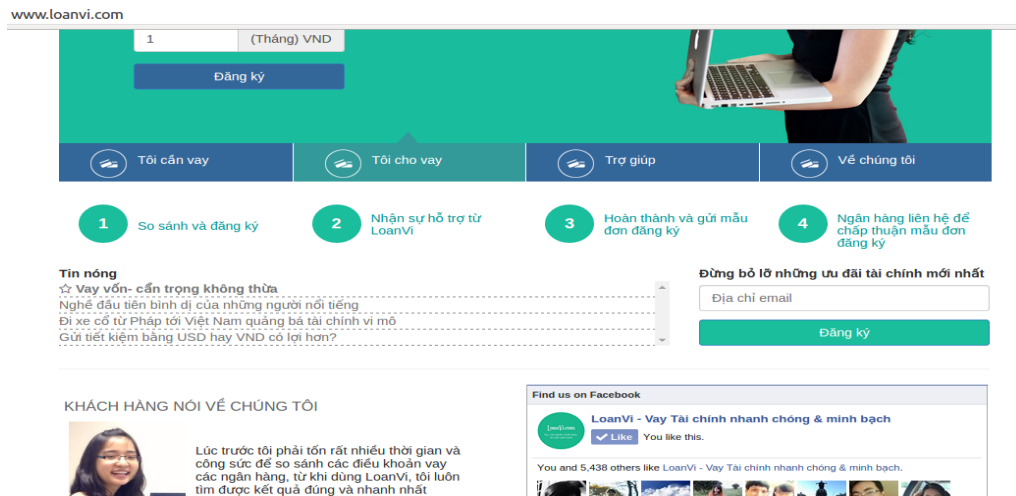 www.loanvi.com
1 (Tháng) VND
Đăng ký
Tôi cần vay
Tôi cho vay
Trợ giúp
Về chúng tôi
1 So sánh và đăng ký
2 Nhận sự hỗ trợ từ
LoanVi
3 Hoàn thành và gửi mẫu
đơn đăng ký
4 Ngân hàng liên hệ để
chấp thuận mẫu đơn
đăng ký
Tin nóng
Vay vốn- cẩn trọng không thừa
Nghề đầu tiên bình dị của những người nổi tiếng
Đi xe cổ từ Pháp tới Việt Nam quảng bá tài chính vi mô
Gửi tiết kiệm bằng USD hay VND có lợi hơn?
Đừng bỏ lỡ những ưu đãi tài chính mới nhất
Địa chỉ email
Đăng ký
KHÁCH HÀNG NÓI VỀ CHÚNG TÔI
Lúc trước tôi phải tốn rất nhiều thời gian và
công sức để so sánh các điều khoản vay
các ngân hàng, từ khi dùng LoanVi, tôi luôn
tìm được kết quả đúng và nhanh nhất
Find us on Facebook
LoanVi - Vay Tài chính nhanh chóng & minh bạch
Like You like this.
You and 5,438 others like LoanVi - Vay Tài chính nhanh chóng & minh bạch.